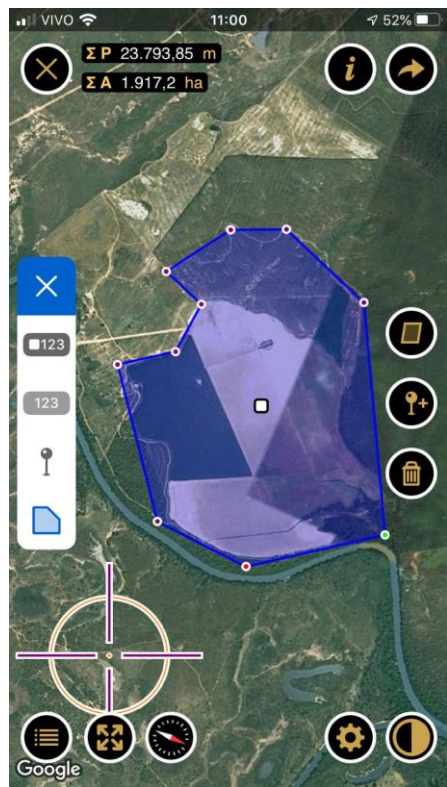 VIVO 11:00 52%
Σ P 23.793,85 m
Σ A 1.917,2 ha
i
123
123
Google